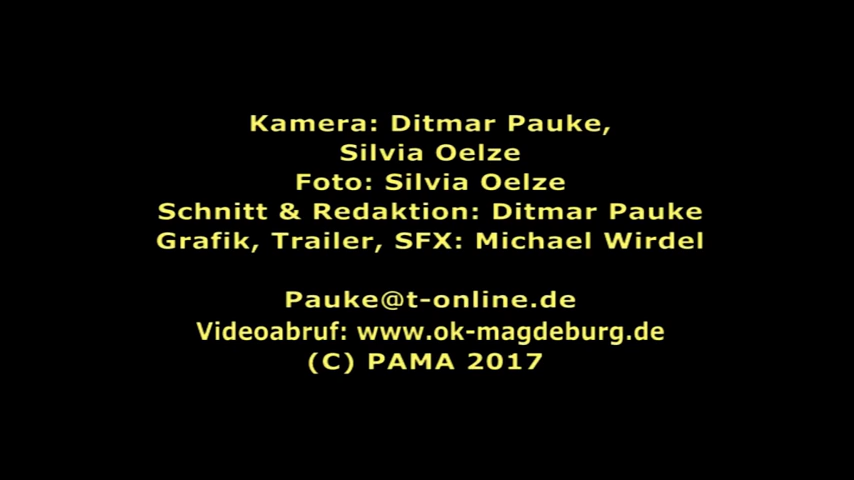 Kamera: Ditmar Pauke,
Silvia Oelze
Foto: Silvia Oelze
Schnitt & Redaktion: Ditmar Pauke
Grafik, Trailer, SFX: Michael Wirdel
Pauke@t-online.de
Videoabruf: www.ok-magdeburg.de
(C) PAMA 2017